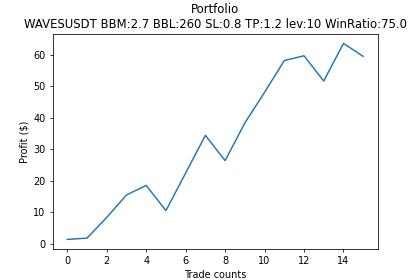 Portfolio
WAVESUSDT BBM:2.7 BBL:260 SL:0.8 TP:1.2 lev:10 WinRatio:75.0
60
50
40
30
20
10
0
Profit ($)
0 2 4 6 8 10 12 14
Trade counts